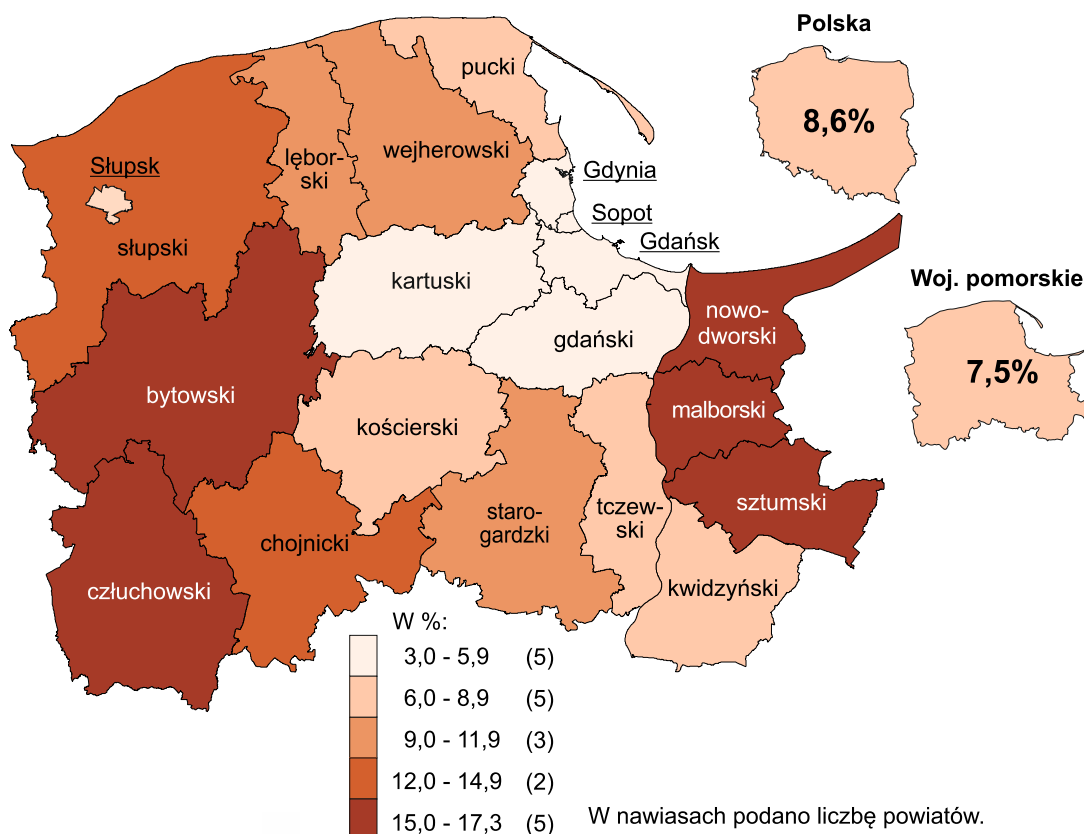 Polska
8,6%
Woj. pomorskie
7,5%
pucki
wejherowski
lębor-
ski
Słupsk
słupski
Gdynia
Sopot
Gdańsk
kartuski
gdański
nowo-
dworski
bytowski
kościerski
malborski
sztumski
staro-
gardzki
tczew-
ski
chojnicki
człuchowski
kwidzyński
W %:
3,0 - 5,9 (5)
6,0 - 8,9 (5)
9,0 - 11,9 (3)
12,0 - 14,9 (2)
15,0 - 17,3 (5)
W nawiasach podano liczbę powiatów.